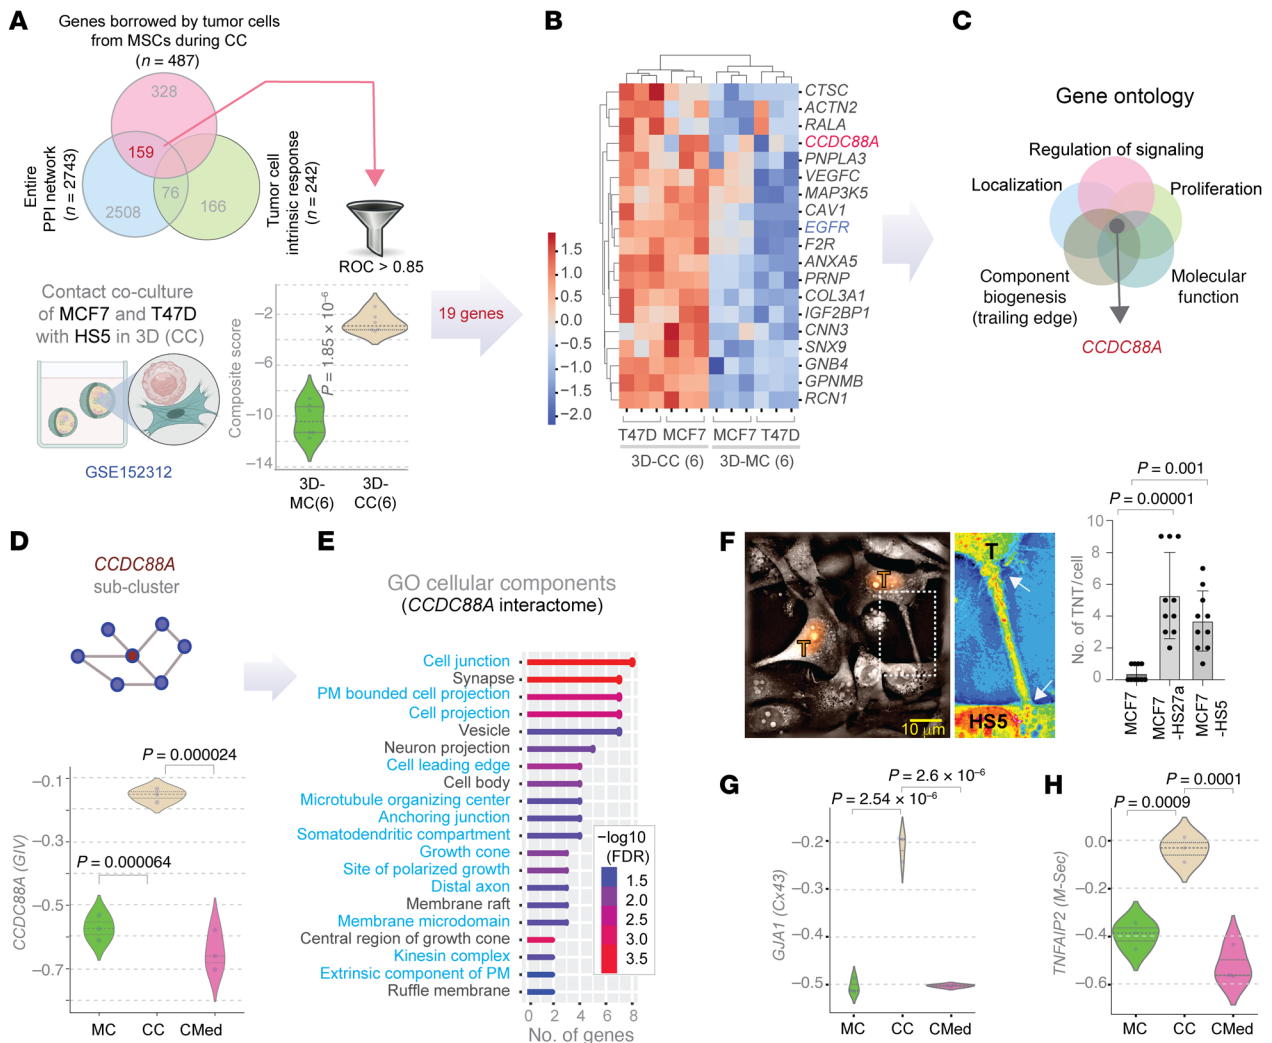 A
Genes borrowed by tumor cells
from MSCs during CC
(n = 487)
328
159
76
2508
166
Entire
PPI network
(n = 2743)
Tumor cell
intrinsic response
(n = 242)
ROC > 0.85
Contact co-culture
of MCF7 and T47D
with HS5 in 3D (CC)
GSE152312
Composite score
−2
−6
−10
−14
P = 1.85 × 10⁻⁶
3D-
MC(6)
3D-
CC(6)
19 genes
B
1.5
1.0
0.5
0.0
−0.5
−1.0
−1.5
−2.0
CTSC
ACTN2
RALA
CCDC88A
PNPLA3
VEGFC
MAP3K5
CAV1
EGFR
F2R
ANXA5
PRNP
COL3A1
IGF2BP1
CNN3
SNX9
GNB4
GPNMB
RCN1
T47D MCF7 MCF7 T47D
3D-CC (6) 3D-MC (6)
C
Gene ontology
Regulation of signaling
Localization
Proliferation
Component
biogenesis
(trailing edge)
Molecular
function
CCDC88A
D
CCDC88A
sub-cluster
P = 0.000024
P = 0.000064
CCDC88A (GIV)
−0.1
−0.3
−0.5
−0.7
MC CC CMed
E
GO cellular components
(CCDC88A interactome)
Cell junction
Synapse
PM bounded cell projection
Cell projection
Vesicle
Neuron projection
Cell leading edge
Cell body
Microtubule organizing center
Anchoring junction
Somatodendritic compartment
Growth cone
Site of polarized growth
Distal axon
Membrane raft
Membrane microdomain
Central region of growth cone
Kinesin complex
Extrinsic component of PM
Ruffle membrane
0 2 4 6 8
No. of genes
−log10
(FDR)
1.5
2.0
2.5
3.0
3.5
F
T
T
10 μm
T
HS5
P = 0.001
P = 0.00001
No. of TNT/cell
10
8
6
4
2
0
MCF7
MCF7
-HS27a
MCF7
-HS5
G
P = 2.6 × 10⁻⁶
P = 2.54 × 10⁻⁶
GJA1 (Cx43)
−0.2
−0.3
−0.4
−0.5
MC CC CMed
H
P = 0.0001
P = 0.0009
TNFAIP2 (M-Sec)
0.0
−0.2
−0.4
−0.6
MC CC CMed